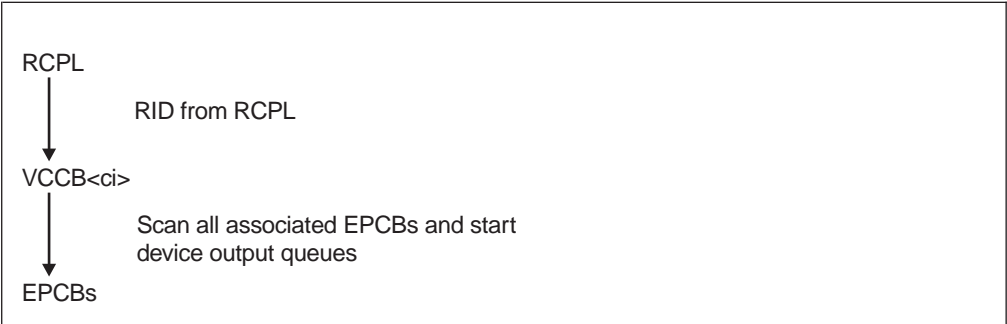 RCPL
RID from RCPL
VCCB<ci>
Scan all associated EPCBs and start
device output queues
EPCBs